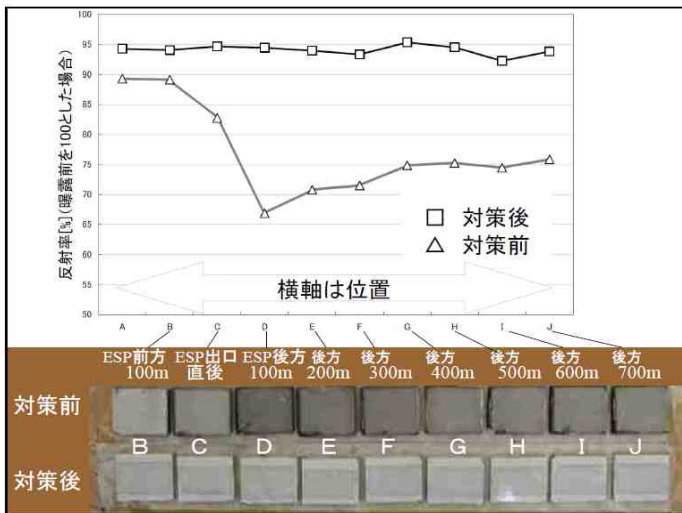 反射率[%](曝露前を100とした場合)
100
95
90
85
80
75
70
65
60
55
50
□ 対策後
△ 対策前
横軸は位置
A B C D E F G H I J
ESP前方 100m
ESP出口 直後
ESP後方 100m
後方 200m
後方 300m
後方 400m
後方 500m
後方 600m
後方 700m
対策前
B C D E F G H I J
対策後